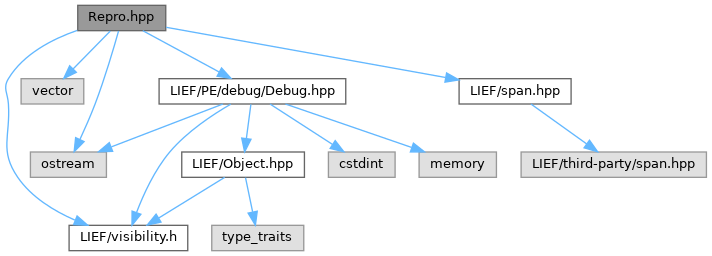 Repro.hpp
vector
LIEF/PE/debug/Debug.hpp
LIEF/span.hpp
ostream
LIEF/Object.hpp
cstdint
memory
LIEF/third-party/span.hpp
LIEF/visibility.h
type_traits